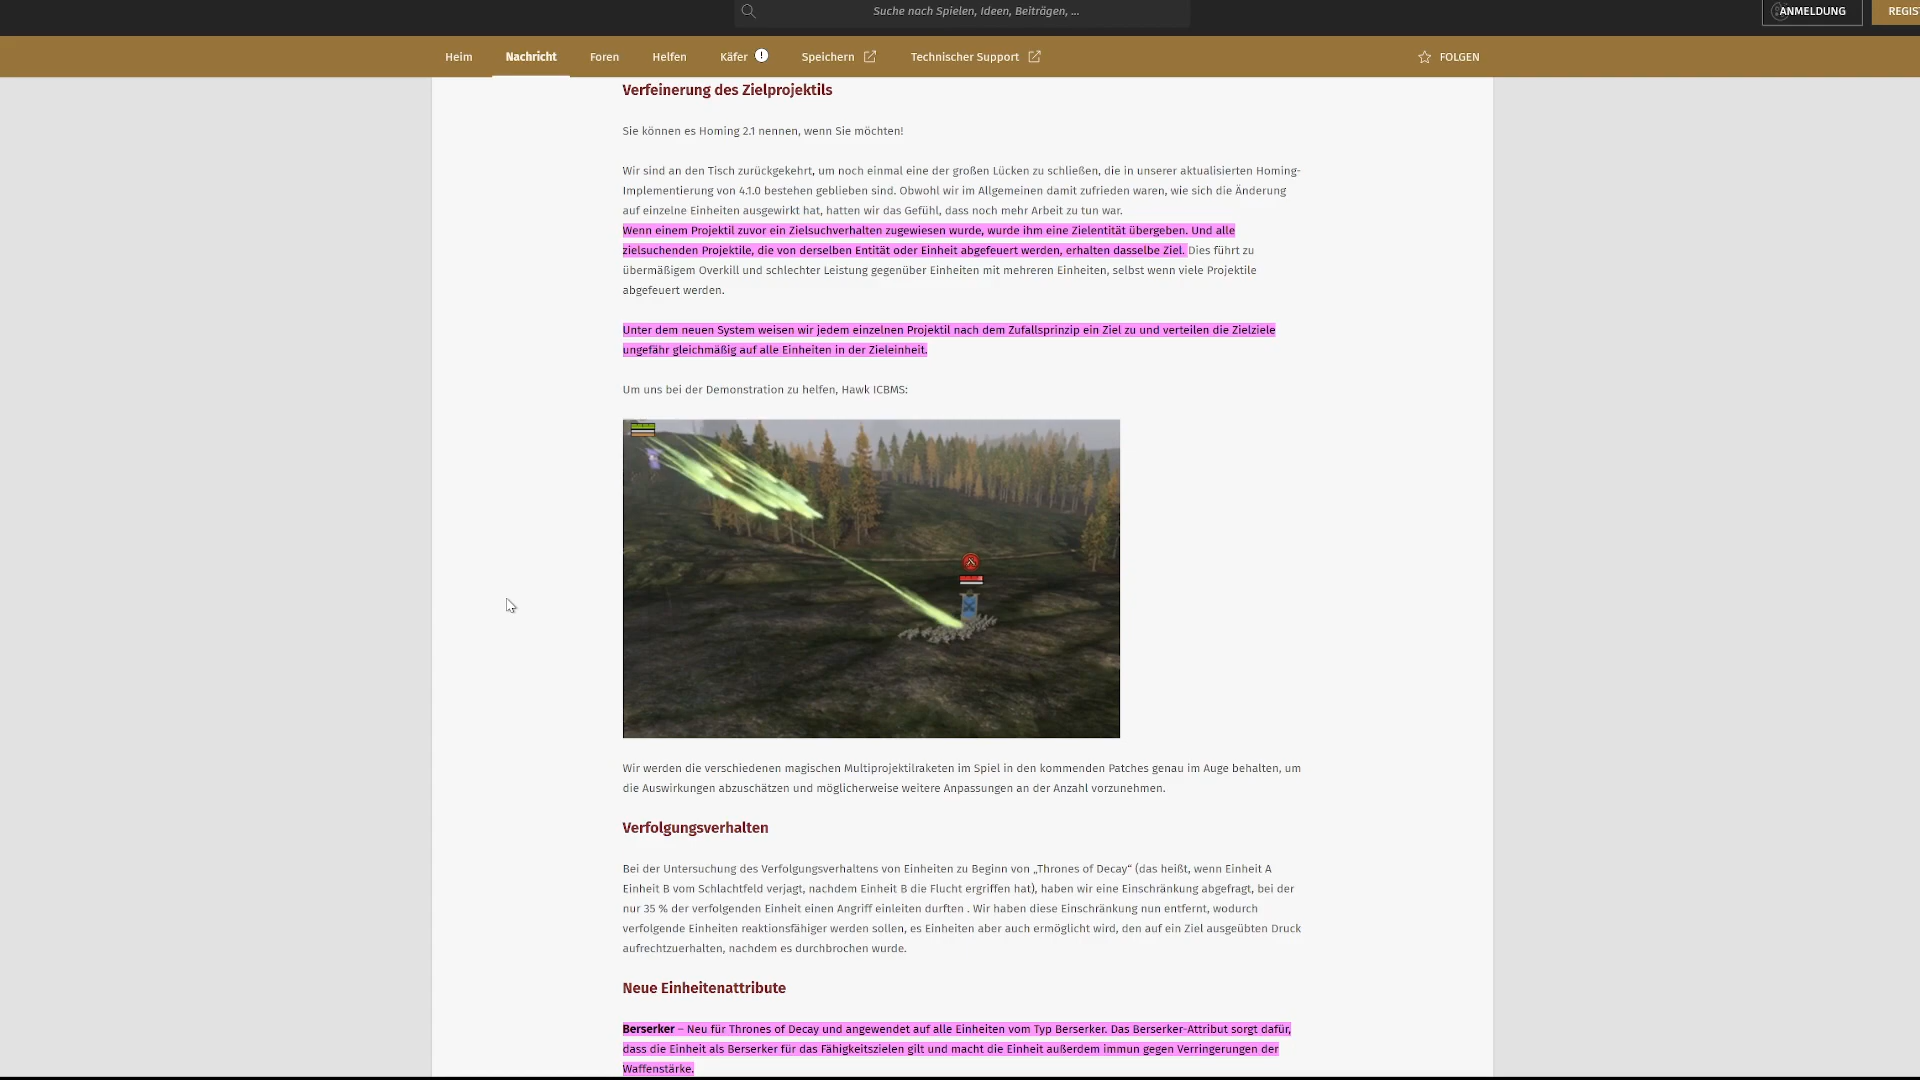 Suche nach Spielen, Ideen, Beiträgen, ...
ANMELDUNG
REGIS
Heim
Nachricht
Foren
Helfen
Käfer
Speichern
Technischer Support
FOLGEN
Verfeinerung des Zielprojektils
Sie können es Homing 2.1 nennen, wenn Sie möchten!
Wir sind an den Tisch zurückgekehrt, um noch einmal eine der großen Lücken zu schließen, die in unserer aktualisierten Homing-
Implementierung von 4.1.0 bestehen geblieben sind. Obwohl wir im Allgemeinen damit zufrieden waren, wie sich die Änderung
auf einzelne Einheiten ausgewirkt hat, hatten wir das Gefühl, dass noch mehr Arbeit zu tun war.
Wenn einem Projektil zuvor ein Zielsuchverhalten zugewiesen wurde, wurde ihm eine Zielentität übergeben. Und alle
zielsuchenden Projektile, die von derselben Entität oder Einheit abgefeuert werden, erhalten dasselbe Ziel. Dies führt zu
übermäßigem Overkill und schlechter Leistung gegenüber Einheiten mit mehreren Einheiten, selbst wenn viele Projektile
abgefeuert werden.
Unter dem neuen System weisen wir jedem einzelnen Projektil nach dem Zufallsprinzip ein Ziel zu und verteilen die Zielziele
ungefähr gleichmäßig auf alle Einheiten in der Zieleinheit.
Um uns bei der Demonstration zu helfen, Hawk ICBMS:
Wir werden die verschiedenen magischen Multiprojektilraketen im Spiel in den kommenden Patches genau im Auge behalten, um
die Auswirkungen abzuschätzen und möglicherweise weitere Anpassungen an der Anzahl vorzunehmen.
Verfolgungsverhalten
Bei der Untersuchung des Verfolgungsverhaltens von Einheiten zu Beginn von „Thrones of Decay“ (das heißt, wenn Einheit A
Einheit B vom Schlachtfeld verjagt, nachdem Einheit B die Flucht ergriffen hat), haben wir eine Einschränkung abgefragt, bei der
nur 35 % der verfolgenden Einheit einen Angriff einleiten durften . Wir haben diese Einschränkung nun entfernt, wodurch
verfolgende Einheiten reaktionsfähiger werden sollen, es Einheiten aber auch ermöglicht wird, den auf ein Ziel ausgeübten Druck
aufrechtzuerhalten, nachdem es durchbrochen wurde.
Neue Einheitenattribute
Berserker – Neu für Thrones of Decay und angewendet auf alle Einheiten vom Typ Berserker. Das Berserker-Attribut sorgt dafür,
dass die Einheit als Berserker für das Fähigkeitszielen gilt und macht die Einheit außerdem immun gegen Verringerungen der
Waffenstärke.